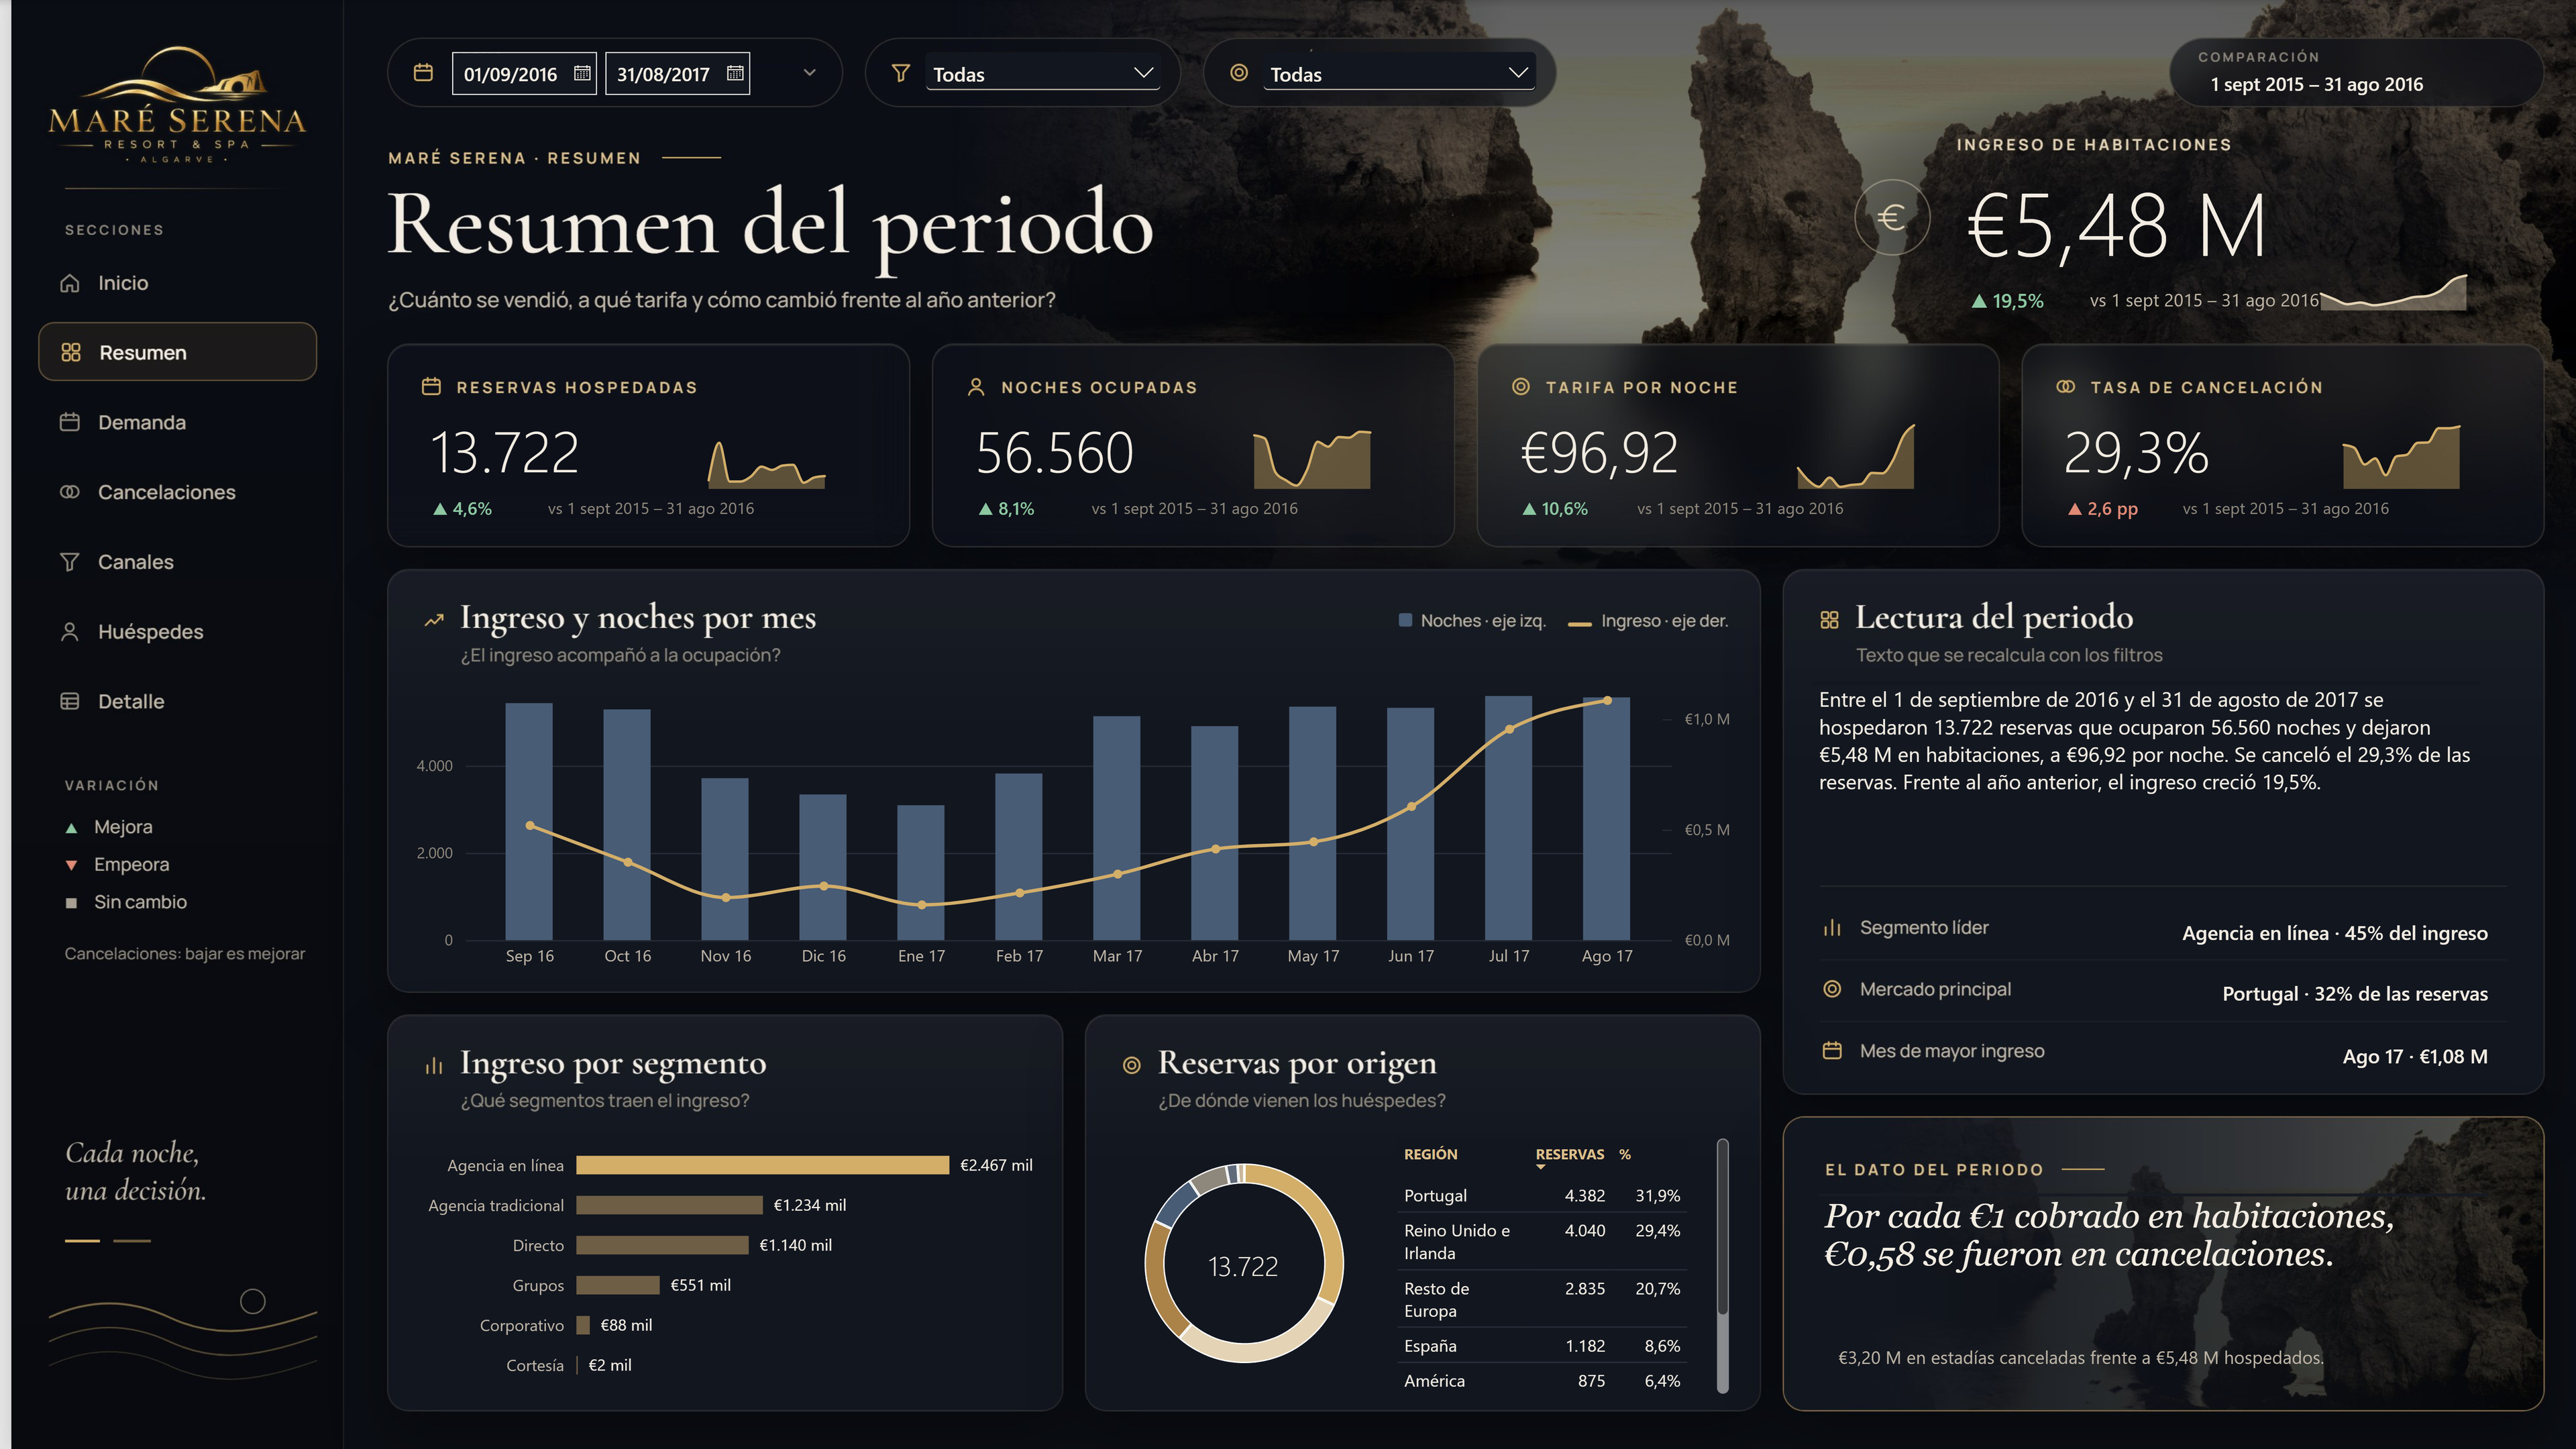 MARÉ SERENA
RESORT & SPA
· ALGARVE ·
SECCIONES
Inicio
Resumen
Demanda
Cancelaciones
Canales
Huéspedes
Detalle
VARIACIÓN
▲ Mejora
▼ Empeora
■ Sin cambio
Cancelaciones: bajar es mejorar
Cada noche,
una decisión.
01/09/2016 31/08/2017
Todas
Todas
COMPARACIÓN
1 sept 2015 – 31 ago 2016
MARÉ SERENA · RESUMEN
Resumen del periodo
¿Cuánto se vendió, a qué tarifa y cómo cambió frente al año anterior?
INGRESO DE HABITACIONES
€
€5,48 M
▲ 19,5% vs 1 sept 2015 – 31 ago 2016
RESERVAS HOSPEDADAS
13.722
▲ 4,6% vs 1 sept 2015 – 31 ago 2016
NOCHES OCUPADAS
56.560
▲ 8,1% vs 1 sept 2015 – 31 ago 2016
TARIFA POR NOCHE
€96,92
▲ 10,6% vs 1 sept 2015 – 31 ago 2016
TASA DE CANCELACIÓN
29,3%
▲ 2,6 pp vs 1 sept 2015 – 31 ago 2016
Ingreso y noches por mes
¿El ingreso acompañó a la ocupación?
Noches · eje izq. Ingreso · eje der.
4.000
2.000
0
€1,0 M
€0,5 M
€0,0 M
Sep 16 Oct 16 Nov 16 Dic 16 Ene 17 Feb 17 Mar 17 Abr 17 May 17 Jun 17 Jul 17 Ago 17
Lectura del periodo
Texto que se recalcula con los filtros
Entre el 1 de septiembre de 2016 y el 31 de agosto de 2017 se
hospedaron 13.722 reservas que ocuparon 56.560 noches y dejaron
€5,48 M en habitaciones, a €96,92 por noche. Se canceló el 29,3% de las
reservas. Frente al año anterior, el ingreso creció 19,5%.
Segmento líder Agencia en línea · 45% del ingreso
Mercado principal Portugal · 32% de las reservas
Mes de mayor ingreso Ago 17 · €1,08 M
Ingreso por segmento
¿Qué segmentos traen el ingreso?
Agencia en línea €2.467 mil
Agencia tradicional €1.234 mil
Directo €1.140 mil
Grupos €551 mil
Corporativo €88 mil
Cortesía €2 mil
Reservas por origen
¿De dónde vienen los huéspedes?
13.722
REGIÓN RESERVAS %
Portugal 4.382 31,9%
Reino Unido e 4.040 29,4%
Irlanda
Resto de 2.835 20,7%
Europa
España 1.182 8,6%
América 875 6,4%
EL DATO DEL PERIODO
Por cada €1 cobrado en habitaciones,
€0,58 se fueron en cancelaciones.
€3,20 M en estadías canceladas frente a €5,48 M hospedados.